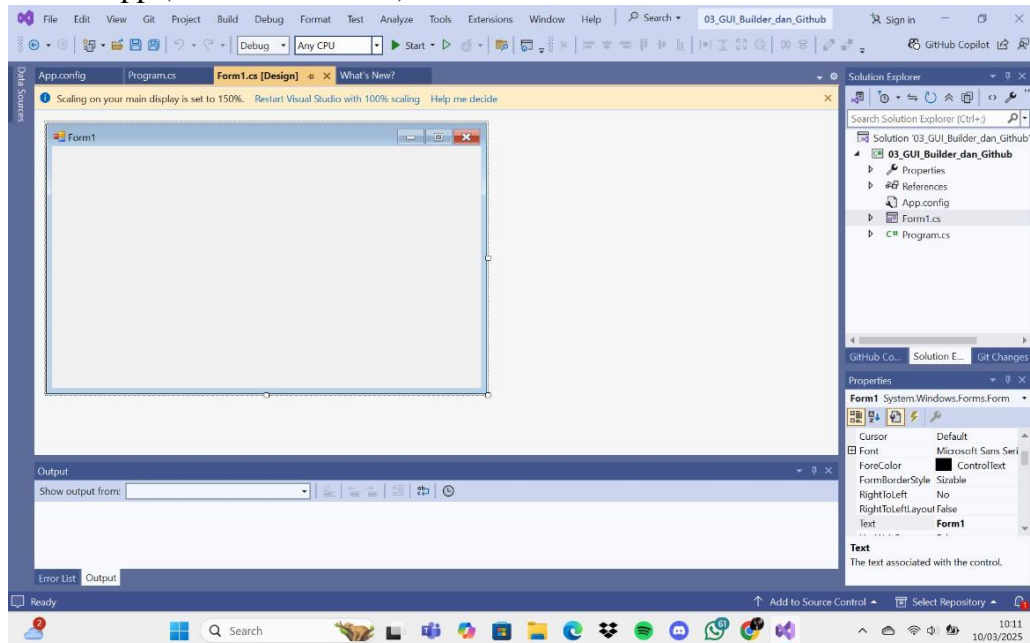 File Edit View Git Project Build Debug Format Test Analyze Tools Extensions Window Help Search 03_GUI_Builder_dan_Github Sign in
Debug Any CPU Start GitHub Copilot
Data Sources
App.config Program.cs Form1.cs [Design] What's New? Solution Explorer
Scaling on your main display is set to 150%. Restart Visual Studio with 100% scaling Help me decide
Search Solution Explorer (Ctrl+;)
Form1
Solution '03_GUI_Builder_dan_Github'
03_GUI_Builder_dan_Github
Properties
References
App.config
Form1.cs
C# Program.cs
GitHub Co... Solution E... Git Changes
Properties
Form1 System.Windows.Forms.Form
Cursor Default
Font Microsoft Sans Seri
ForeColor ControlText
FormBorderStyle Sizable
RightToLeft No
RightToLeftLayout False
Text Form1
Text
The text associated with the control.
Output
Show output from:
Error List Output
Ready Add to Source Control Select Repository
Search
10:11
10/03/2025